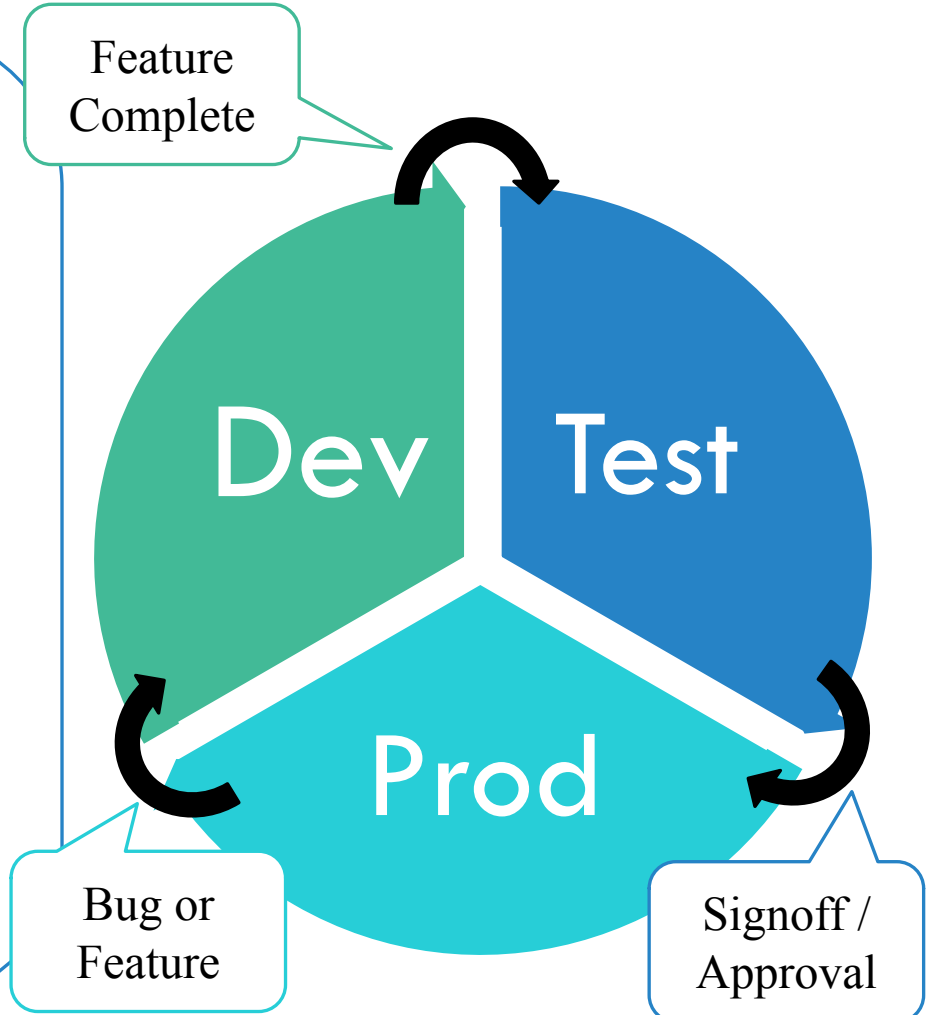 Feature
Complete
Dev
Test
Prod
Bug or
Feature
Signoff /
Approval